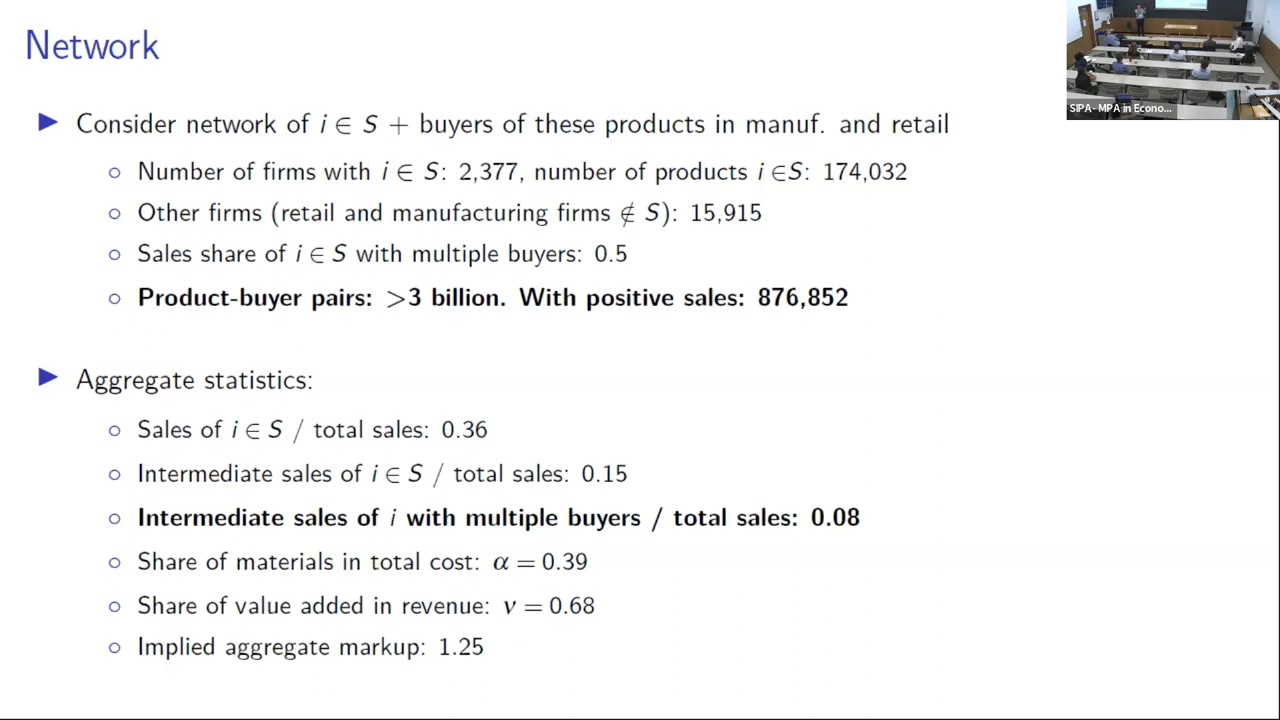 Network
SIPA - MPA in Econo...
▶ Consider network of i ∈ S + buyers of these products in manuf. and retail
○ Number of firms with i ∈ S: 2,377, number of products i ∈S: 174,032
○ Other firms (retail and manufacturing firms ∉ S): 15,915
○ Sales share of i ∈ S with multiple buyers: 0.5
○ Product-buyer pairs: >3 billion. With positive sales: 876,852
▶ Aggregate statistics:
○ Sales of i ∈ S / total sales: 0.36
○ Intermediate sales of i ∈ S / total sales: 0.15
○ Intermediate sales of i with multiple buyers / total sales: 0.08
○ Share of materials in total cost: α = 0.39
○ Share of value added in revenue: ν = 0.68
○ Implied aggregate markup: 1.25